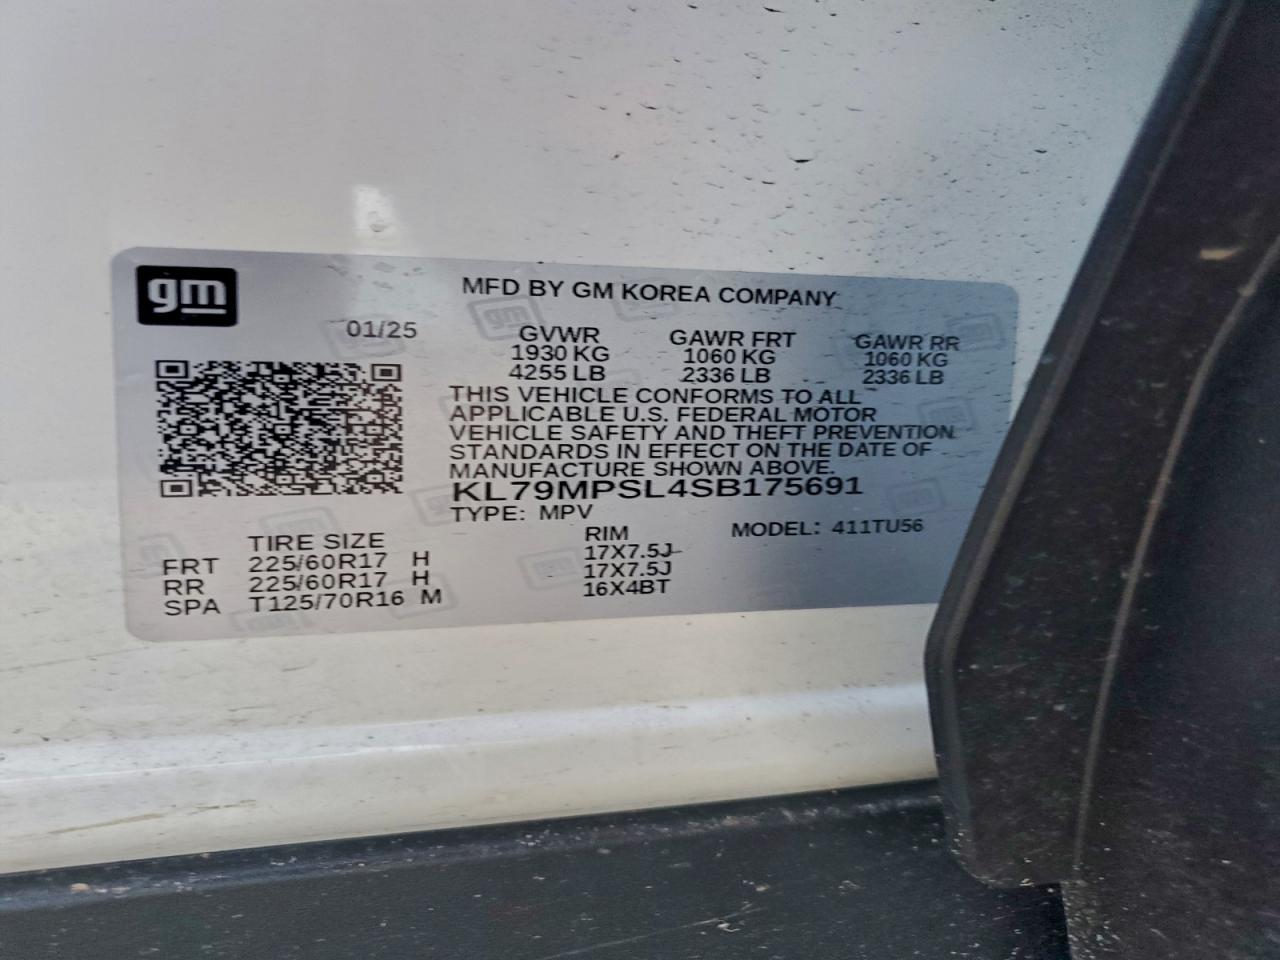 gm
MFD BY GM KOREA COMPANY
01/25
GVWR GAWR FRT GAWR RR
1930 KG 1060 KG 1060 KG
4255 LB 2336 LB 2336 LB
THIS VEHICLE CONFORMS TO ALL
APPLICABLE U.S. FEDERAL MOTOR
VEHICLE SAFETY AND THEFT PREVENTION
STANDARDS IN EFFECT ON THE DATE OF
MANUFACTURE SHOWN ABOVE.
KL79MPSL4SB175691
TYPE: MPV
MODEL: 411TU56
TIRE SIZE RIM
FRT 225/60R17 H 17X7.5J
RR 225/60R17 H 17X7.5J
SPA T125/70R16 M 16X4BT